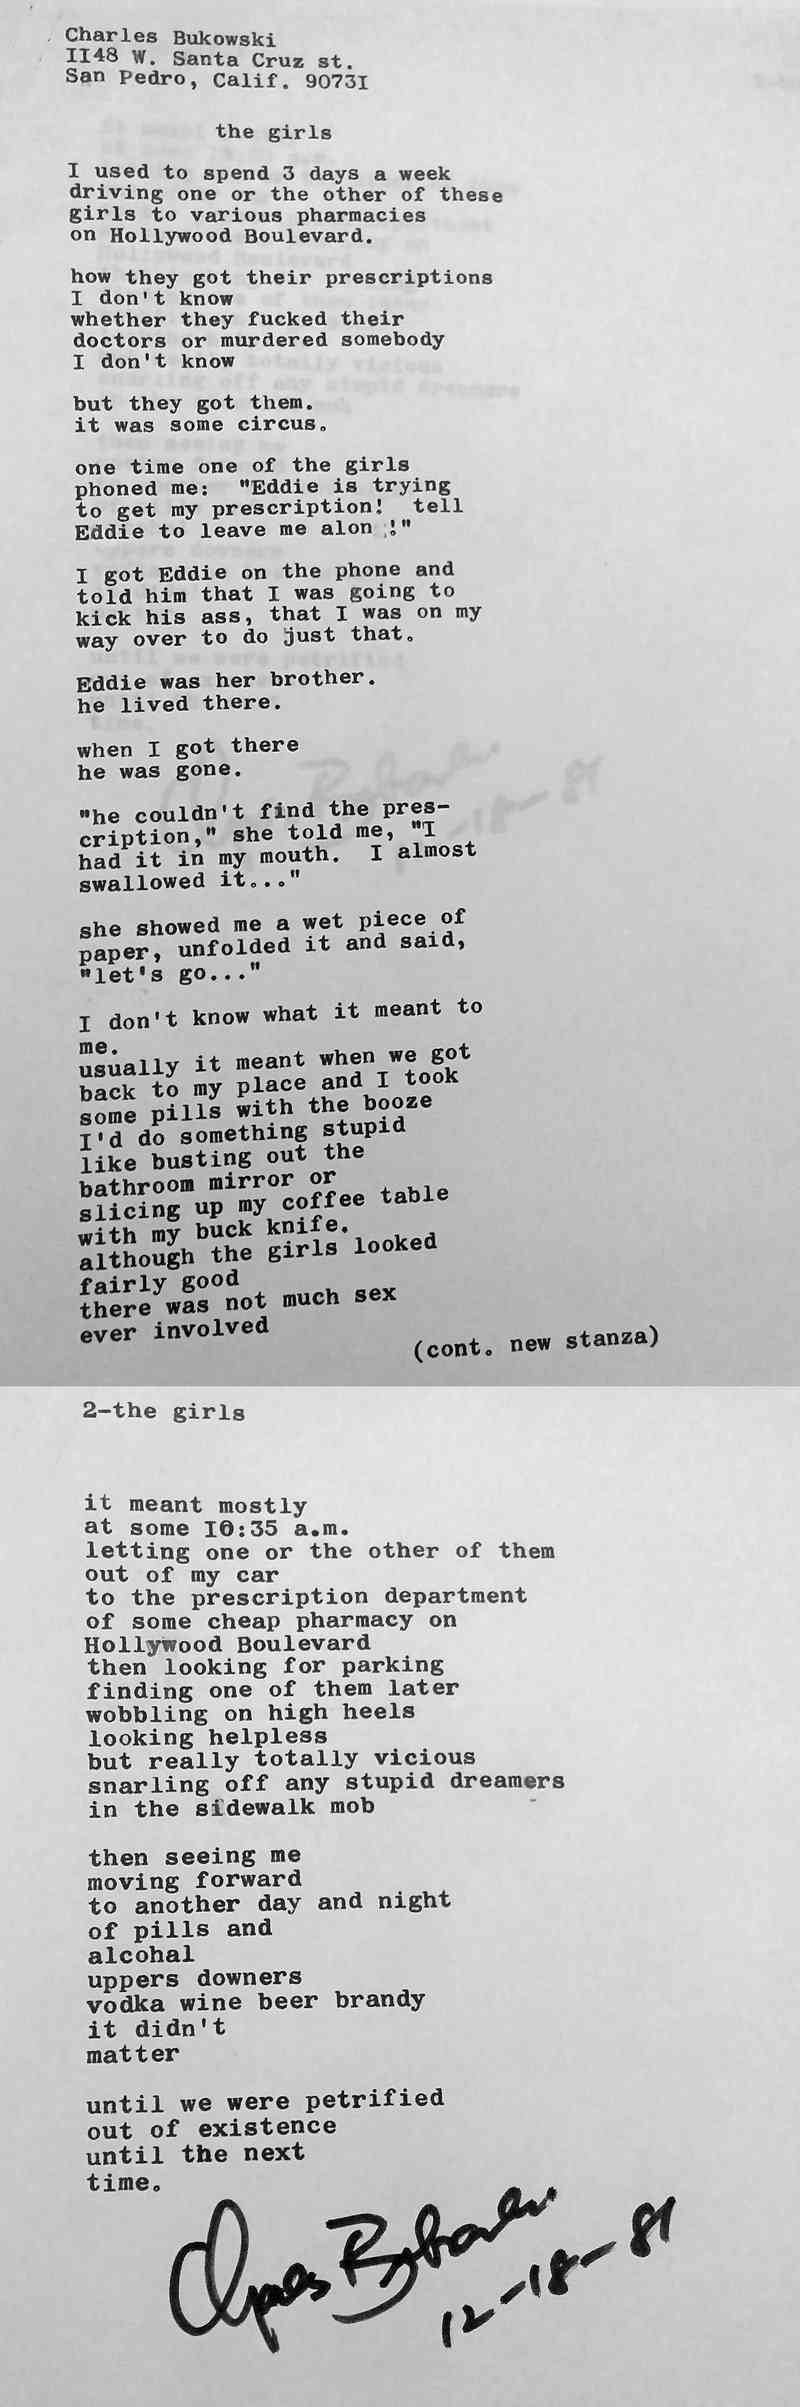 Charles Bukowski
II48 W. Santa Cruz st.
San Pedro, Calif. 9073I
the girls
I used to spend 3 days a week
driving one or the other of these
girls to various pharmacies
on Hollywood Boulevard.
how they got their prescriptions
I don't know
whether they fucked their
doctors or murdered somebody
I don't know
but they got them.
it was some circus.
one time one of the girls
phoned me:  "Eddie is trying
to get my prescription!  tell
Eddie to leave me alon !"
I got Eddie on the phone and
told him that I was going to
kick his ass, that I was on my
way over to do just that.
Eddie was her brother.
he lived there.
when I got there
he was gone.
"he couldn't find the pres-
cription," she told me, "I
had it in my mouth.  I almost
swallowed it..."
she showed me a wet piece of
paper, unfolded it and said,
"let's go..."
I don't know what it meant to
me.
usually it meant when we got
back to my place and I took
some pills with the booze
I'd do something stupid
like busting out the
bathroom mirror or
slicing up my coffee table
with my buck knife.
although the girls looked
fairly good
there was not much sex
ever involved
(cont. new stanza)
2-the girls
it meant mostly
at some I0:35 a.m.
letting one or the other of them
out of my car
to the prescription department
of some cheap pharmacy on
Hollywood Boulevard
then looking for parking
finding one of them later
wobbling on high heels
looking helpless
but really totally vicious
snarling off any stupid dreamers
in the sidewalk mob
then seeing me
moving forward
to another day and night
of pills and
alcohal
uppers downers
vodka wine beer brandy
it didn't
matter
until we were petrified
out of existence
until the next
time.
Charles Bukowski
12-18-81